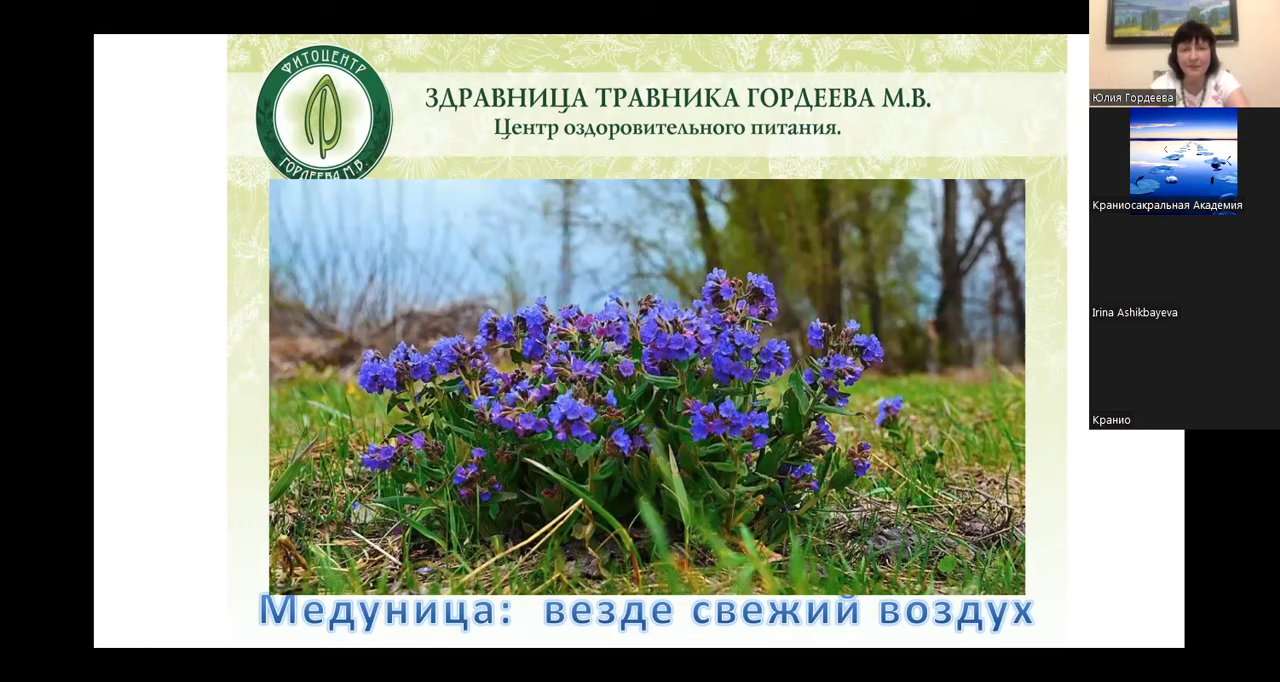 ФИТОЦЕНТР
ГОРДЕЕВА М.В.
ЗДРАВНИЦА ТРАВНИКА ГОРДЕЕВА М.В.
Центр оздоровительного питания.
Медуница: везде свежий воздух
Юлия Гордеева
Краниосакральная Академия
Irina Ashikbayeva
Кранио